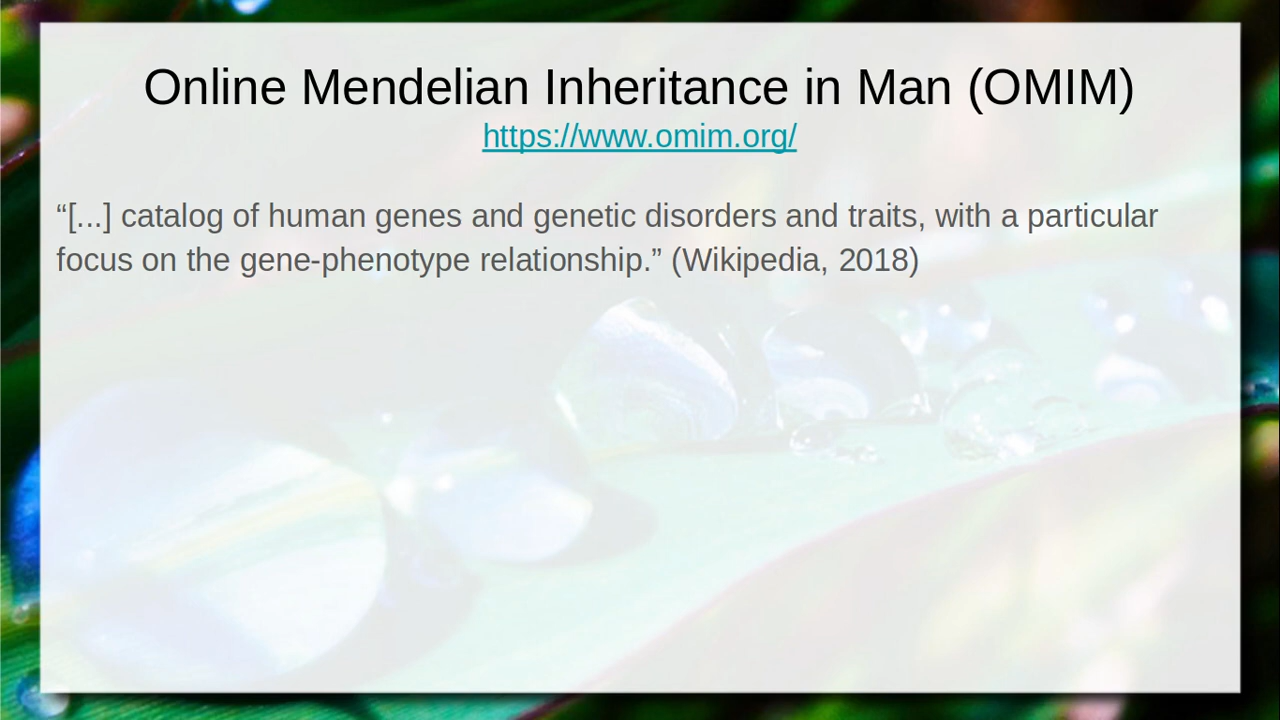 Online Mendelian Inheritance in Man (OMIM)
https://www.omim.org/
“[...] catalog of human genes and genetic disorders and traits, with a particular
focus on the gene-phenotype relationship.” (Wikipedia, 2018)